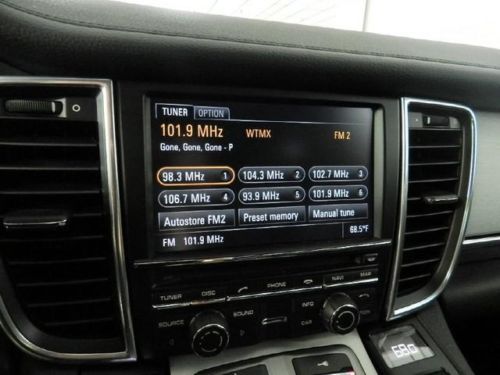 TUNER OPTION
101.9 MHz WTMX FM 2
Gone, Gone, Gone - P
98.3 MHz 1 104.3 MHz 2 102.7 MHz 3
106.7 MHz 4 93.9 MHz 5 101.9 MHz 6
Autostore FM2 Preset memory Manual tune
FM 101.9 MHz 68.5°F
TUNER DISC PHONE NAVI MAP
SOURCE SOUND INFO CAR